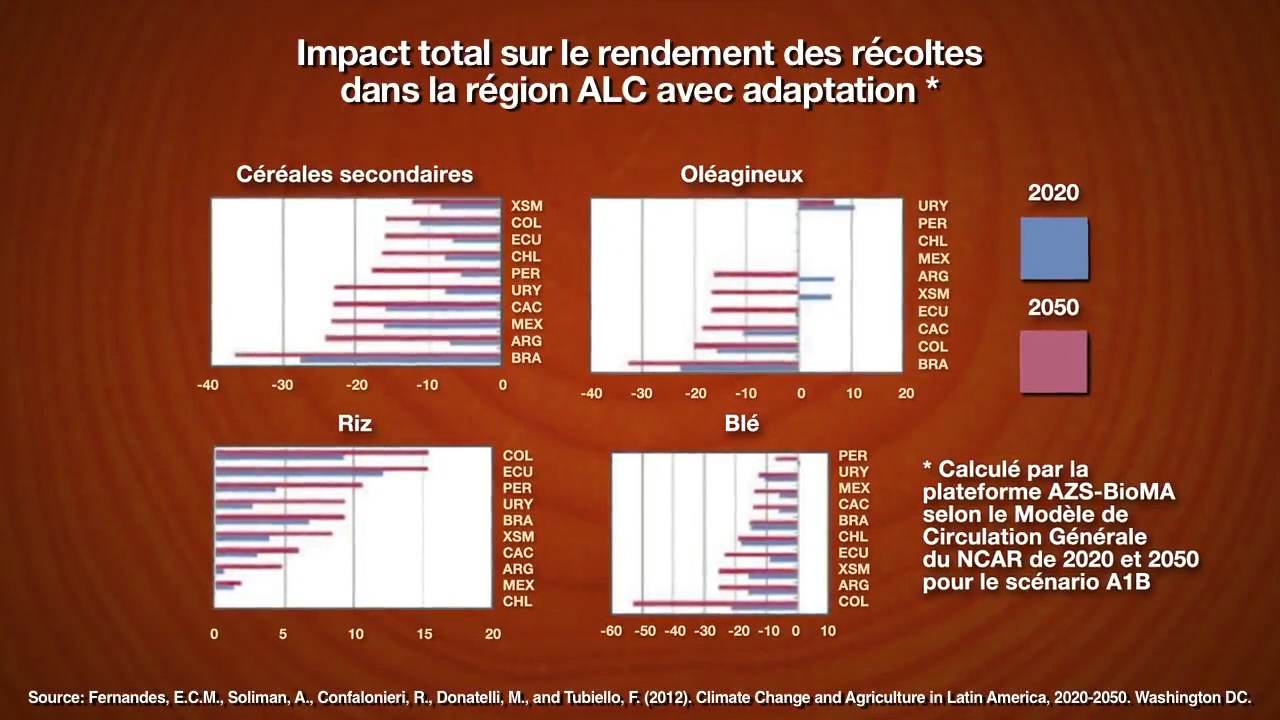 Impact total sur le rendement des récoltes
dans la région ALC avec adaptation *
Céréales secondaires
XSM
COL
ECU
CHL
PER
URY
CAC
MEX
ARG
BRA
-40 -30 -20 -10 0
Oléagineux
URY
PER
CHL
MEX
ARG
XSM
ECU
CAC
COL
BRA
-40 -30 -20 -10 0 10 20
2020
2050
Riz
COL
ECU
PER
URY
BRA
XSM
CAC
ARG
MEX
CHL
0 5 10 15 20
Blé
PER
URY
MEX
CAC
BRA
CHL
ECU
XSM
ARG
COL
-60 -50 -40 -30 -20 -10 0 10
* Calculé par la
plateforme AZS-BioMA
selon le Modèle de
Circulation Générale
du NCAR de 2020 et 2050
pour le scénario A1B
Source: Fernandes, E.C.M., Soliman, A., Confalonieri, R., Donatelli, M., and Tubiello, F. (2012). Climate Change and Agriculture in Latin America, 2020-2050. Washington DC.